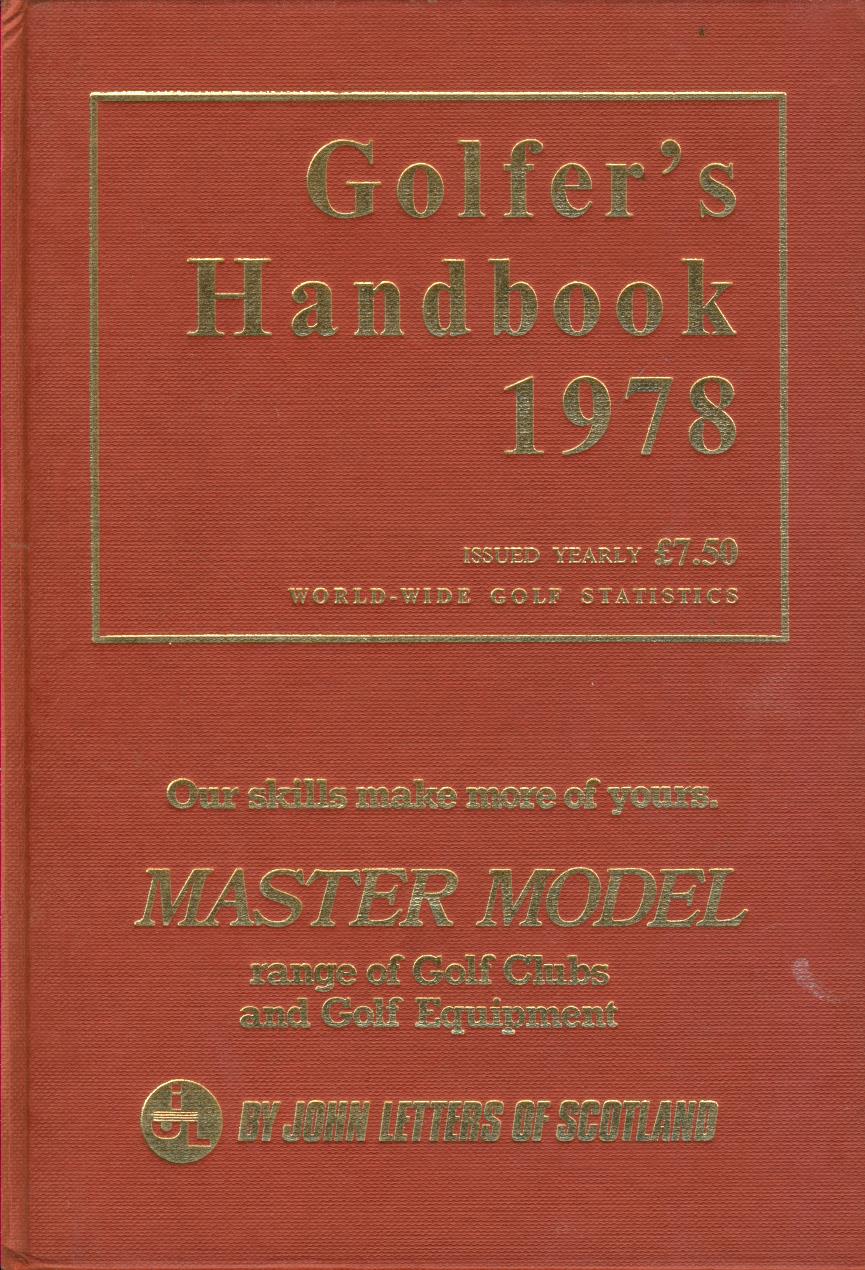 Golfer's
Handbook
1978
ISSUED YEARLY £7.50
WORLD-WIDE GOLF STATISTICS
Our skills make more of yours.
MASTER MODEL
range of Golf Clubs
and Golf Equipment
JL
BY JOHN LETTERS OF SCOTLAND